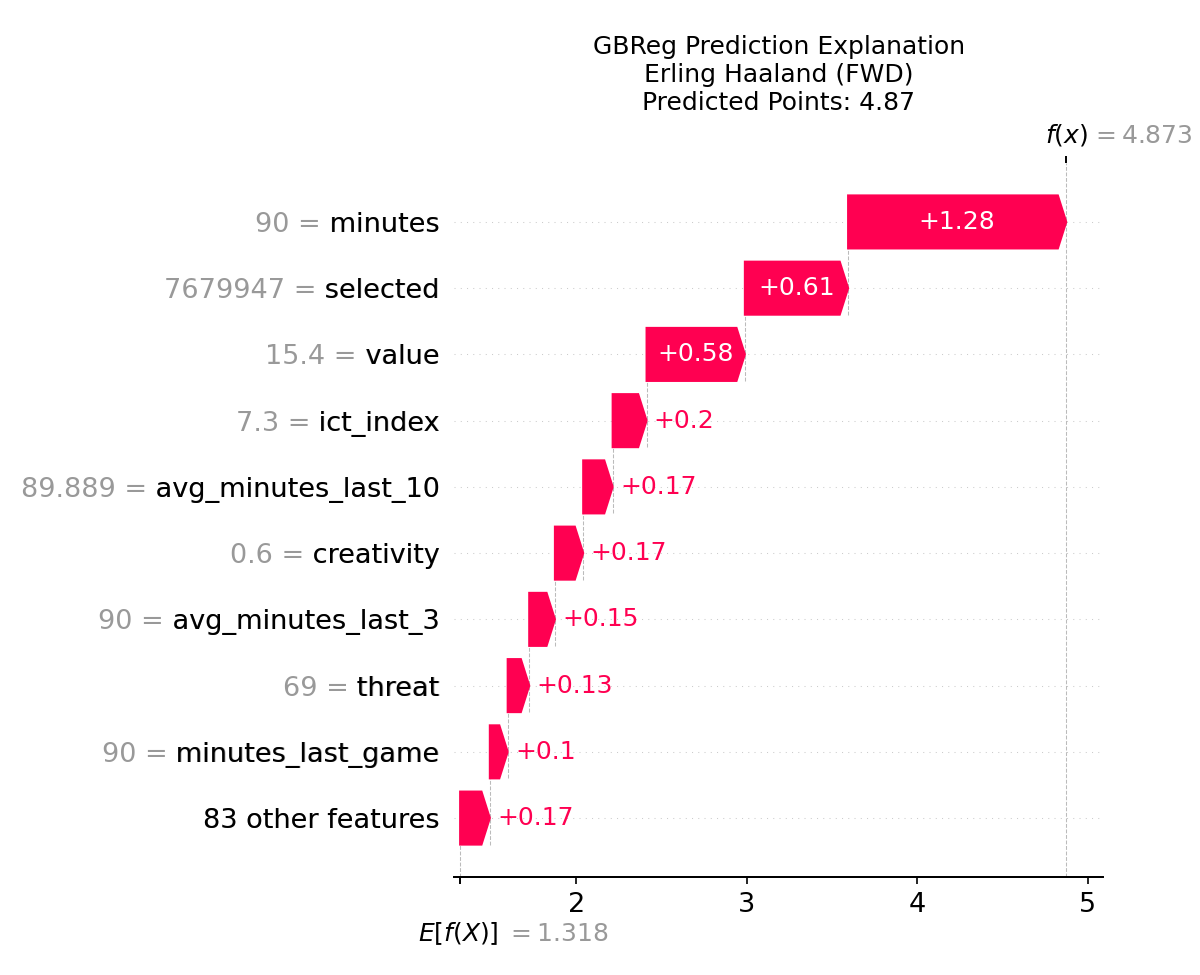 GBReg Prediction Explanation
Erling Haaland (FWD)
Predicted Points: 4.87
f(x) = 4.873
90 = minutes
+1.28
7679947 = selected
+0.61
15.4 = value
+0.58
7.3 = ict_index
+0.2
89.889 = avg_minutes_last_10
+0.17
0.6 = creativity
+0.17
90 = avg_minutes_last_3
+0.15
69 = threat
+0.13
90 = minutes_last_game
+0.1
83 other features
+0.17
2 3 4 5
E[f(X)] = 1.318